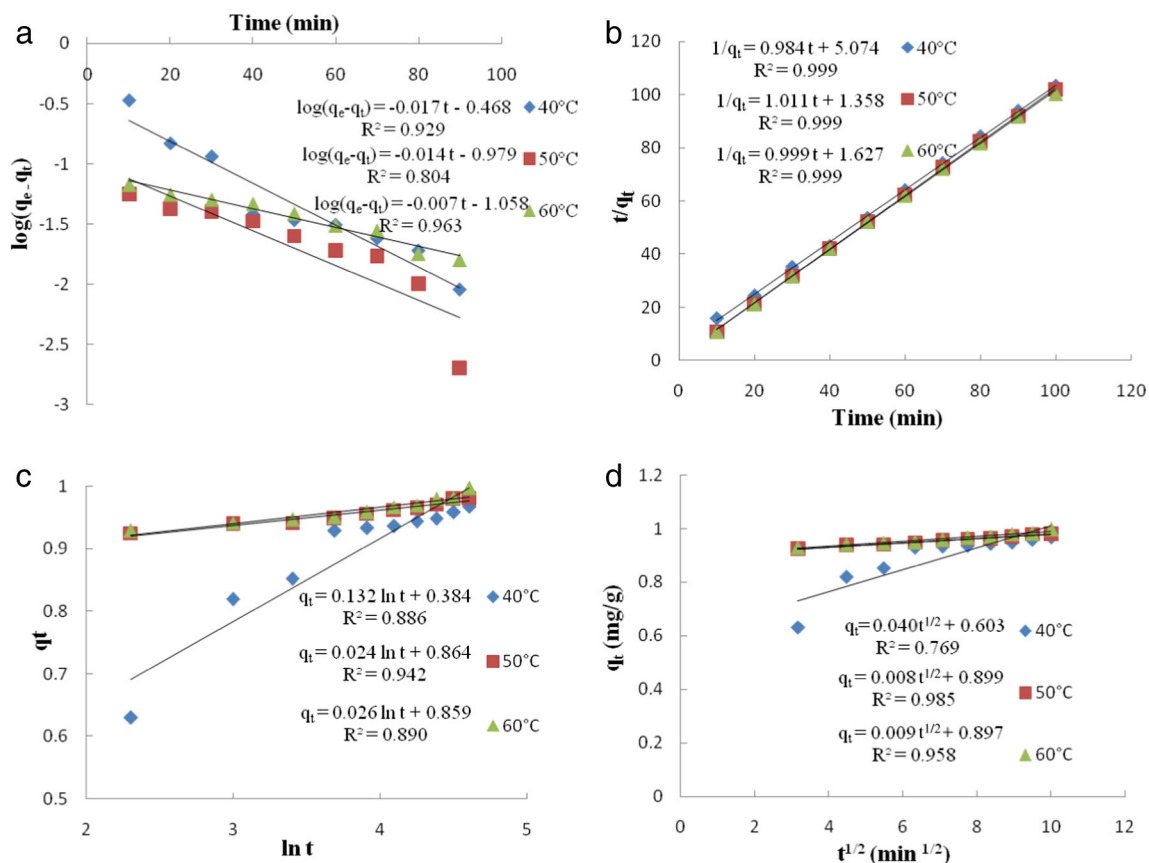 a
Time (min)
0 20 40 60 80 100
0
-0.5
-1
-1.5
-2
-2.5
-3
log(qₑ-qₜ)
log(qₑ-qₜ) = -0.017 t - 0.468
R² = 0.929
40°C
log(qₑ-qₜ) = -0.014 t - 0.979
R² = 0.804
50°C
log(qₑ-qₜ) = -0.007 t - 1.058
R² = 0.963
60°C
b
120
100
80
60
40
20
0
t/qₜ
1/qₜ = 0.984 t + 5.074
R² = 0.999
40°C
1/qₜ = 1.011 t + 1.358
R² = 0.999
50°C
1/qₜ = 0.999 t + 1.627
R² = 0.999
60°C
0 20 40 60 80 100 120
Time (min)
c
1
0.9
0.8
0.7
0.6
0.5
qt
qₜ = 0.132 ln t + 0.384
R² = 0.886
40°C
qₜ = 0.024 ln t + 0.864
R² = 0.942
50°C
qₜ = 0.026 ln t + 0.859
R² = 0.890
60°C
2 3 4 5
ln t
d
1.2
1
0.8
0.6
0.4
0.2
0
qₜ (mg/g)
qₜ = 0.040 t^1/2 + 0.603
R² = 0.769
40°C
qₜ = 0.008 t^1/2 + 0.899
R² = 0.985
50°C
qₜ = 0.009 t^1/2 + 0.897
R² = 0.958
60°C
0 2 4 6 8 10 12
t^1/2 (min ^1/2)